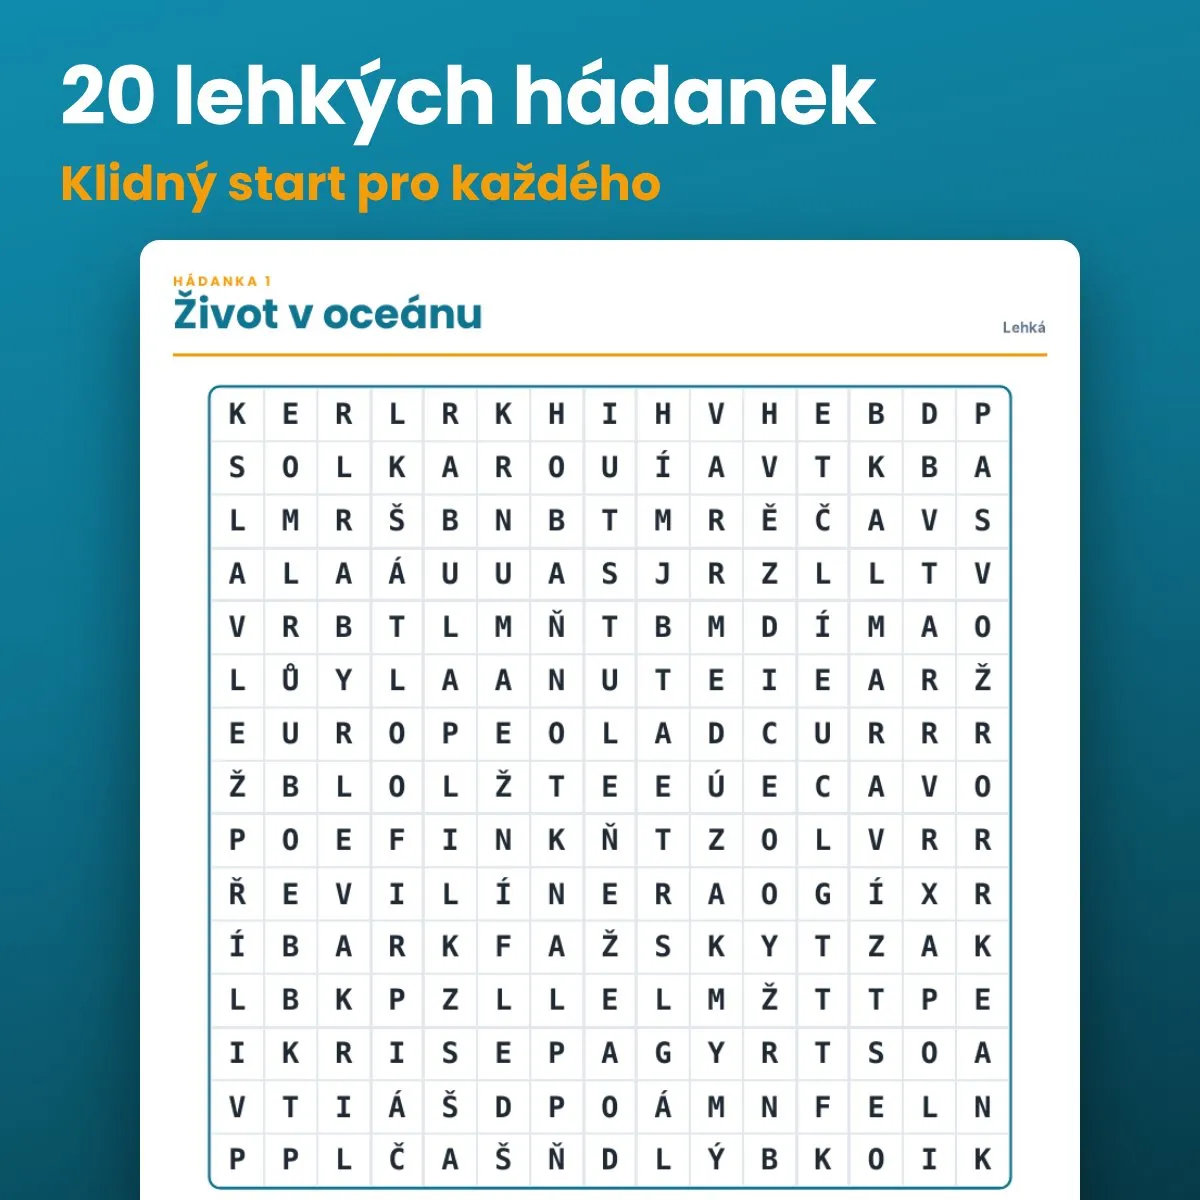 20 lehkých hádanek
Klidný start pro každého
HÁDANKA 1
Život v oceánu
Lehká
K E R L R K H I H V H E B D P
S O L K A R O U Í A V T K B A
L M R Š B N B T M R Ě Č A V S
A L A Á U U A S J R Z L L T V
V R B T L M Ň T B M D Í M A O
L Ů Y L A A N U T E I E A R Ž
E U R O P E O L A D C U R R R
Ž B L O L Ž T E E Ú E C A V O
P O E F I N K Ň T Z O L V R R
Ř E V I L Í N E R A O G Í X R
Í B A R K F A Ž S K Y T Z A K
L B K P Z L L E L M Ž T T P E
I K R I S E P A G Y R T S O A
V T I Á Š D P O Á M N F E L N
P P L Č A Š Ň D L Ý B K O I K